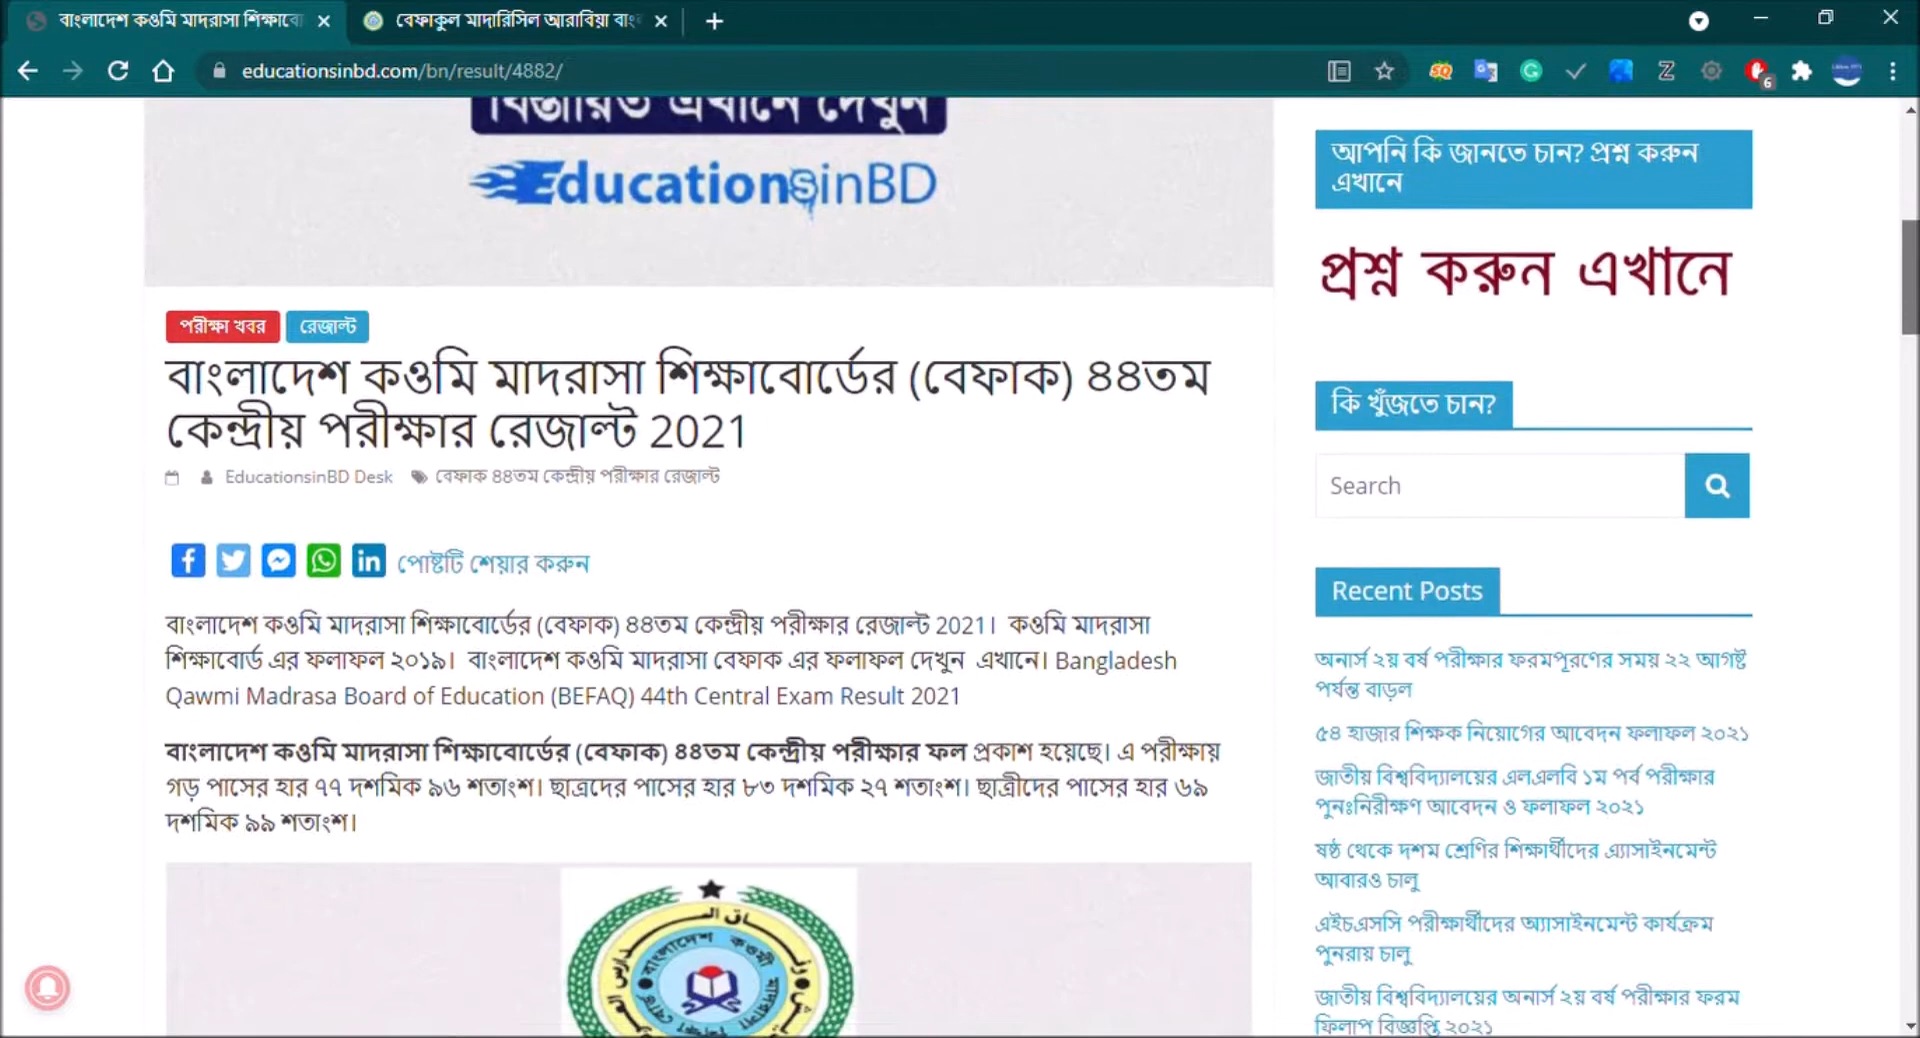 বাংলাদেশ কওমি মাদরাসা শিক্ষাবো
বেফাকুল মাদারিসিল আরাবিয়া বাং
educationsinbd.com/bn/result/4882/
6
বিস্তারিত এখানে দেখুন
EducationsinBD
পরীক্ষা খবর
রেজাল্ট
বাংলাদেশ কওমি মাদরাসা শিক্ষাবোর্ডের (বেফাক) ৪৪তম
কেন্দ্রীয় পরীক্ষার রেজাল্ট 2021
EducationsinBD Desk বেফাক ৪৪তম কেন্দ্রীয় পরীক্ষার রেজাল্ট
পোষ্টটি শেয়ার করুন
বাংলাদেশ কওমি মাদরাসা শিক্ষাবোর্ডের (বেফাক) ৪৪তম কেন্দ্রীয় পরীক্ষার রেজাল্ট 2021। কওমি মাদরাসা
শিক্ষাবোর্ড এর ফলাফল ২০১৯। বাংলাদেশ কওমি মাদরাসা বেফাক এর ফলাফল দেখুন এখানে। Bangladesh
Qawmi Madrasa Board of Education (BEFAQ) 44th Central Exam Result 2021
বাংলাদেশ কওমি মাদরাসা শিক্ষাবোর্ডের (বেফাক) ৪৪তম কেন্দ্রীয় পরীক্ষার ফল প্রকাশ হয়েছে। এ পরীক্ষায়
গড় পাসের হার ৭৭ দশমিক ৯৬ শতাংশ। ছাত্রদের পাসের হার ৮৩ দশমিক ২৭ শতাংশ। ছাত্রীদের পাসের হার ৬৯
দশমিক ৯৯ শতাংশ।
বাংলাদেশ কওমী
আপনি কি জানতে চান? প্রশ্ন করুন
এখানে
প্রশ্ন করুন এখানে
কি খুঁজতে চান?
Search
Recent Posts
অনার্স ২য় বর্ষ পরীক্ষার ফরমপূরণের সময় ২২ আগষ্ট
পর্যন্ত বাড়ল
৫৪ হাজার শিক্ষক নিয়োগের আবেদন ফলাফল ২০২১
জাতীয় বিশ্ববিদ্যালয়ের এলএলবি ১ম পর্ব পরীক্ষার
পুনঃনিরীক্ষণ আবেদন ও ফলাফল ২০২১
ষষ্ঠ থেকে দশম শ্রেণির শিক্ষার্থীদের এ্যাসাইনমেন্ট
আবারও চালু
এইচএসসি পরীক্ষার্থীদের অ্যাসাইনমেন্ট কার্যক্রম
পুনরায় চালু
জাতীয় বিশ্ববিদ্যালয়ের অনার্স ২য় বর্ষ পরীক্ষার ফরম
ফিলাপ বিজ্ঞপ্তি ২০২১